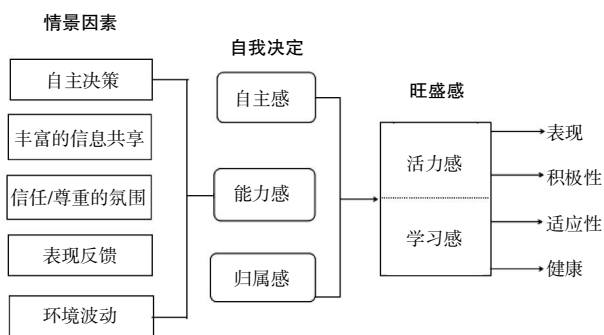 情景因素
自主决策
丰富的信息共享
信任/尊重的氛围
表现反馈
环境波动
自我决定
自主感
能力感
归属感
旺盛感
活力感
学习感
表现
积极性
适应性
健康